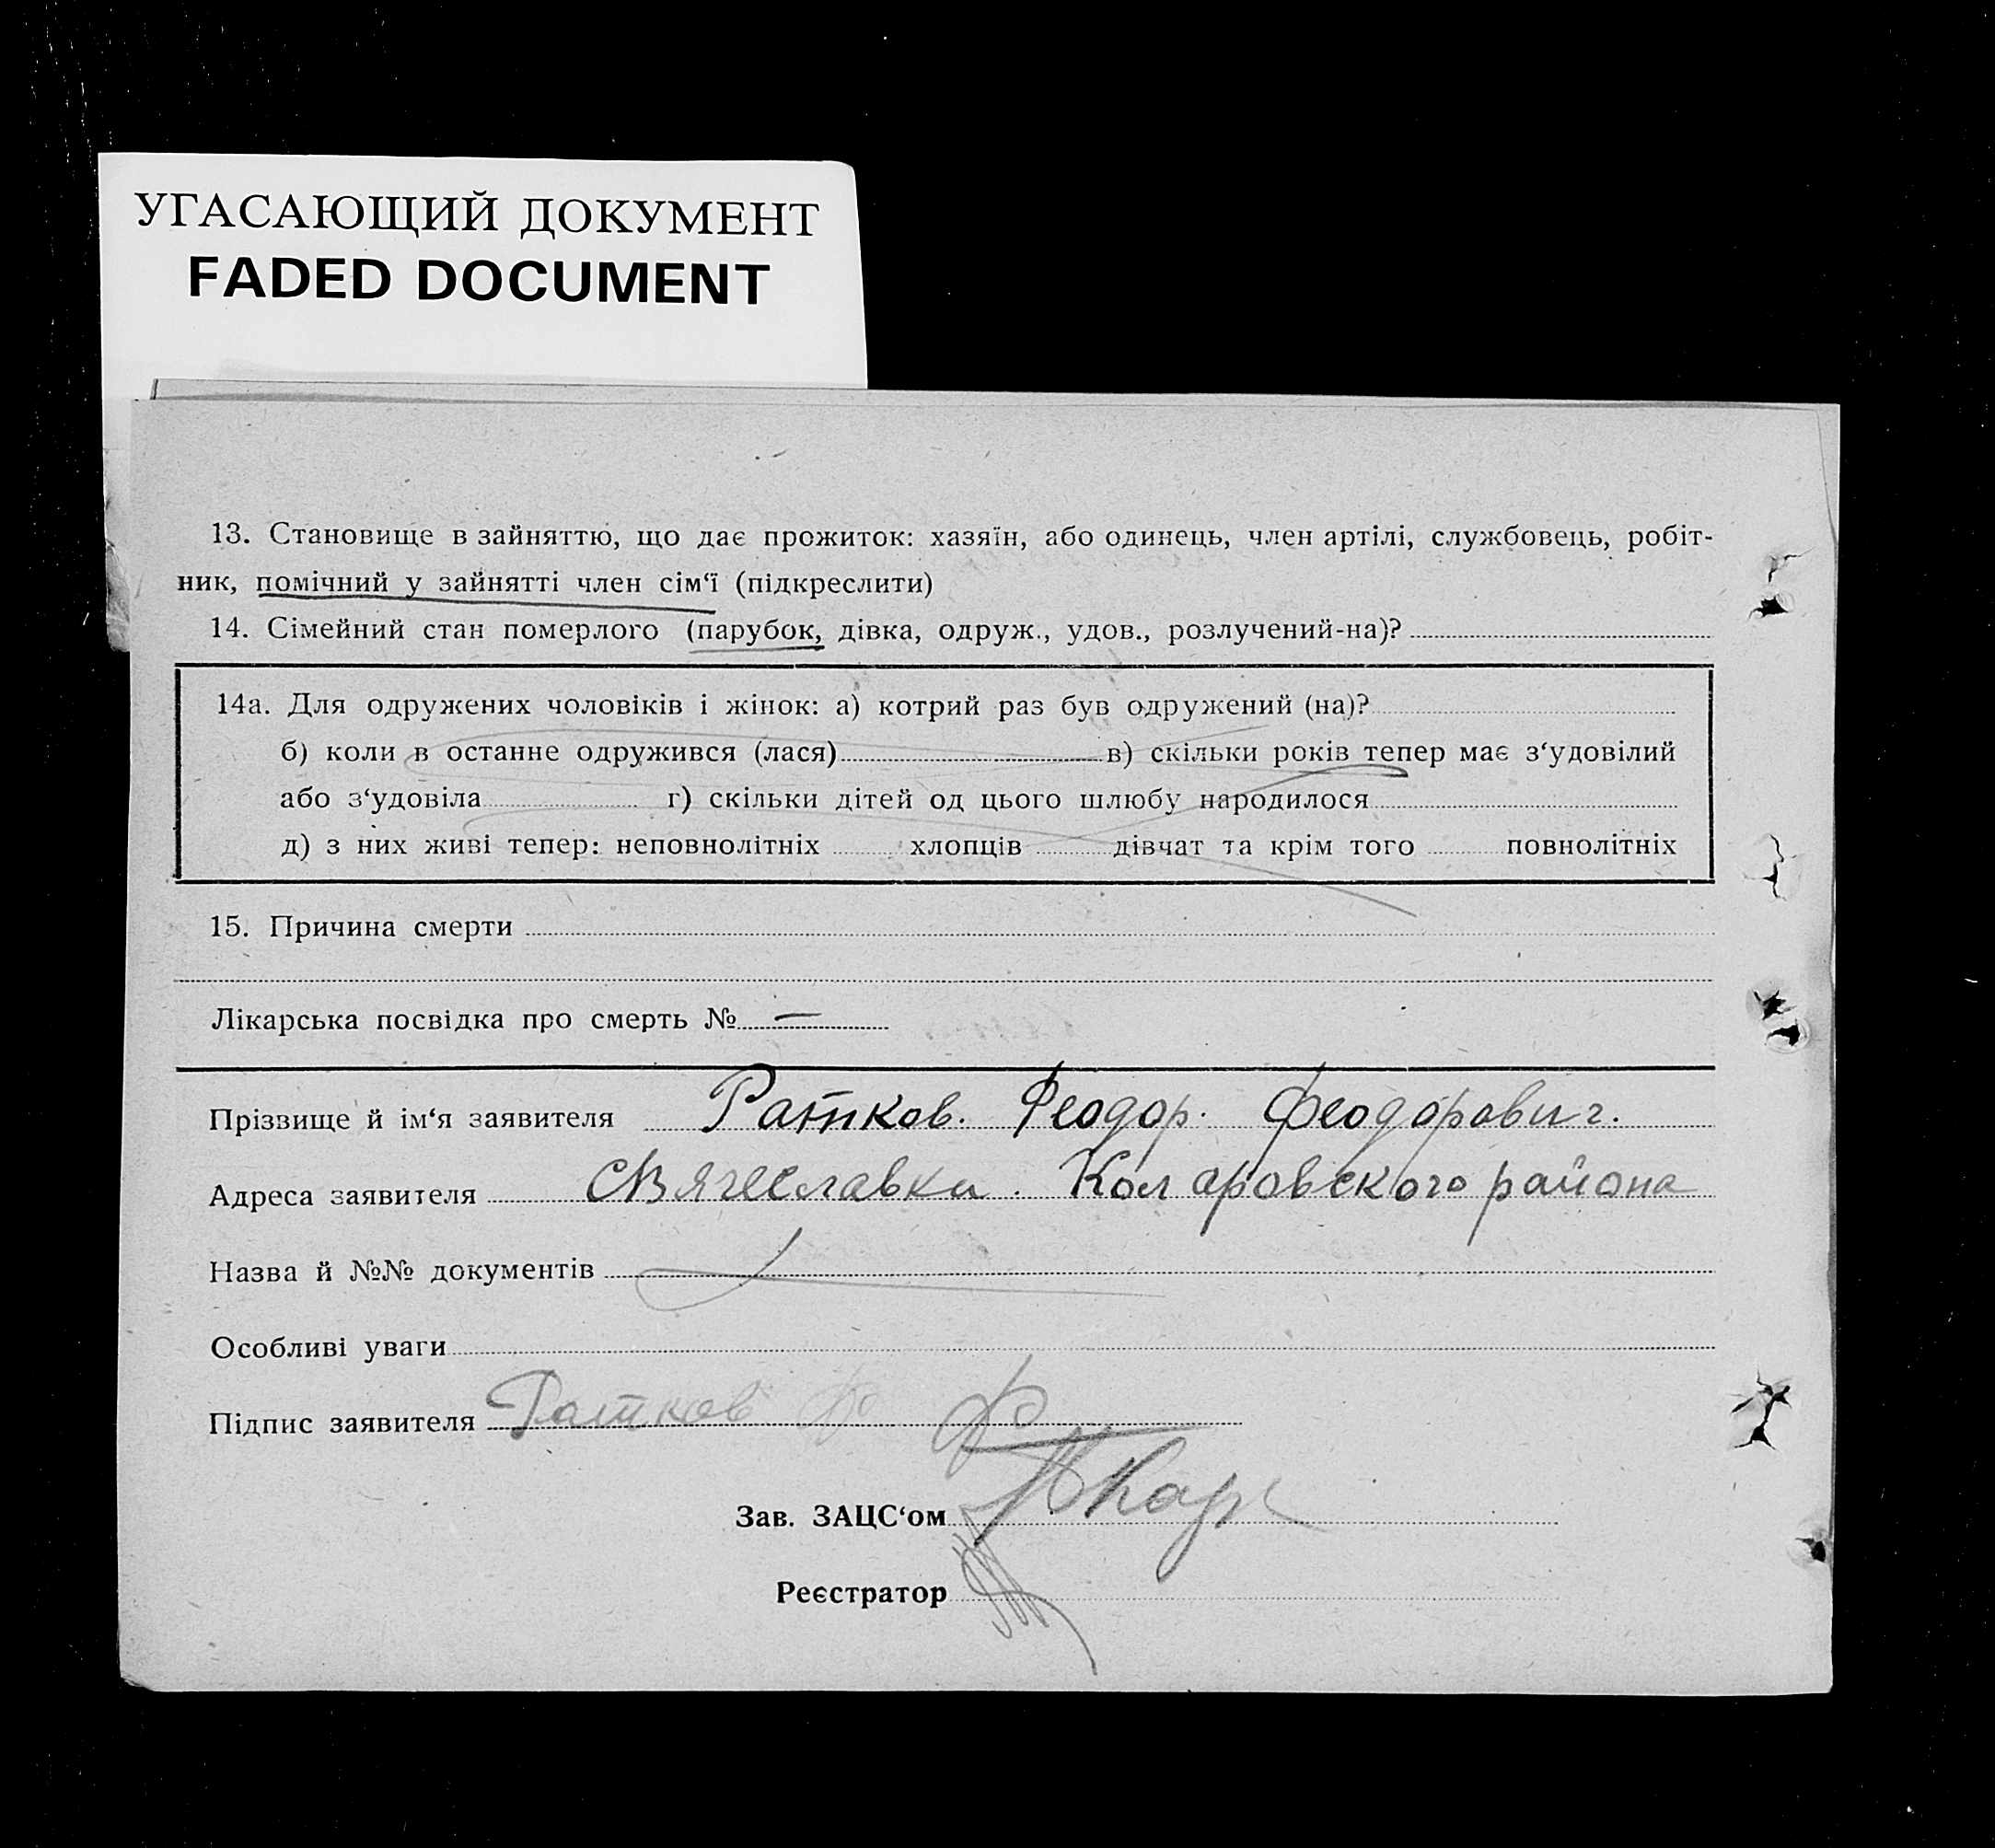 УГАСАЮЩИЙ ДОКУМЕНТ
FADED DOCUMENT
13. Становище в зайняттю, що дає прожиток: хазяїн, або одинець, член артілі, службовець, робіт-
ник, помічний у зайнятті член сім‘ї (підкреслити)
14. Сімейний стан померлого (парубок, дівка, одруж., удов., розлучений-на)?
14а. Для одружених чоловіків і жінок: а) котрий раз був одружений (на)?
б) коли в останне одружився (лася) в) скільки років тепер має з‘удовілий
або з‘удовіла г) скільки дітей од цього шлюбу народилося
д) з них живі тепер: неповнолітніх хлопців дівчат та крім того повнолітніх
15. Причина смерти
Лікарська посвідка про смерть № —
Прізвище й ім‘я заявителя Ратков. Феодор. Феодорович.
Адреса заявителя Вячеславка. Коларовского района
Назва й №№ документів
Особливі уваги
Підпис заявителя Ратков Ф
Зав. ЗАЦС‘ом
Реєстратор